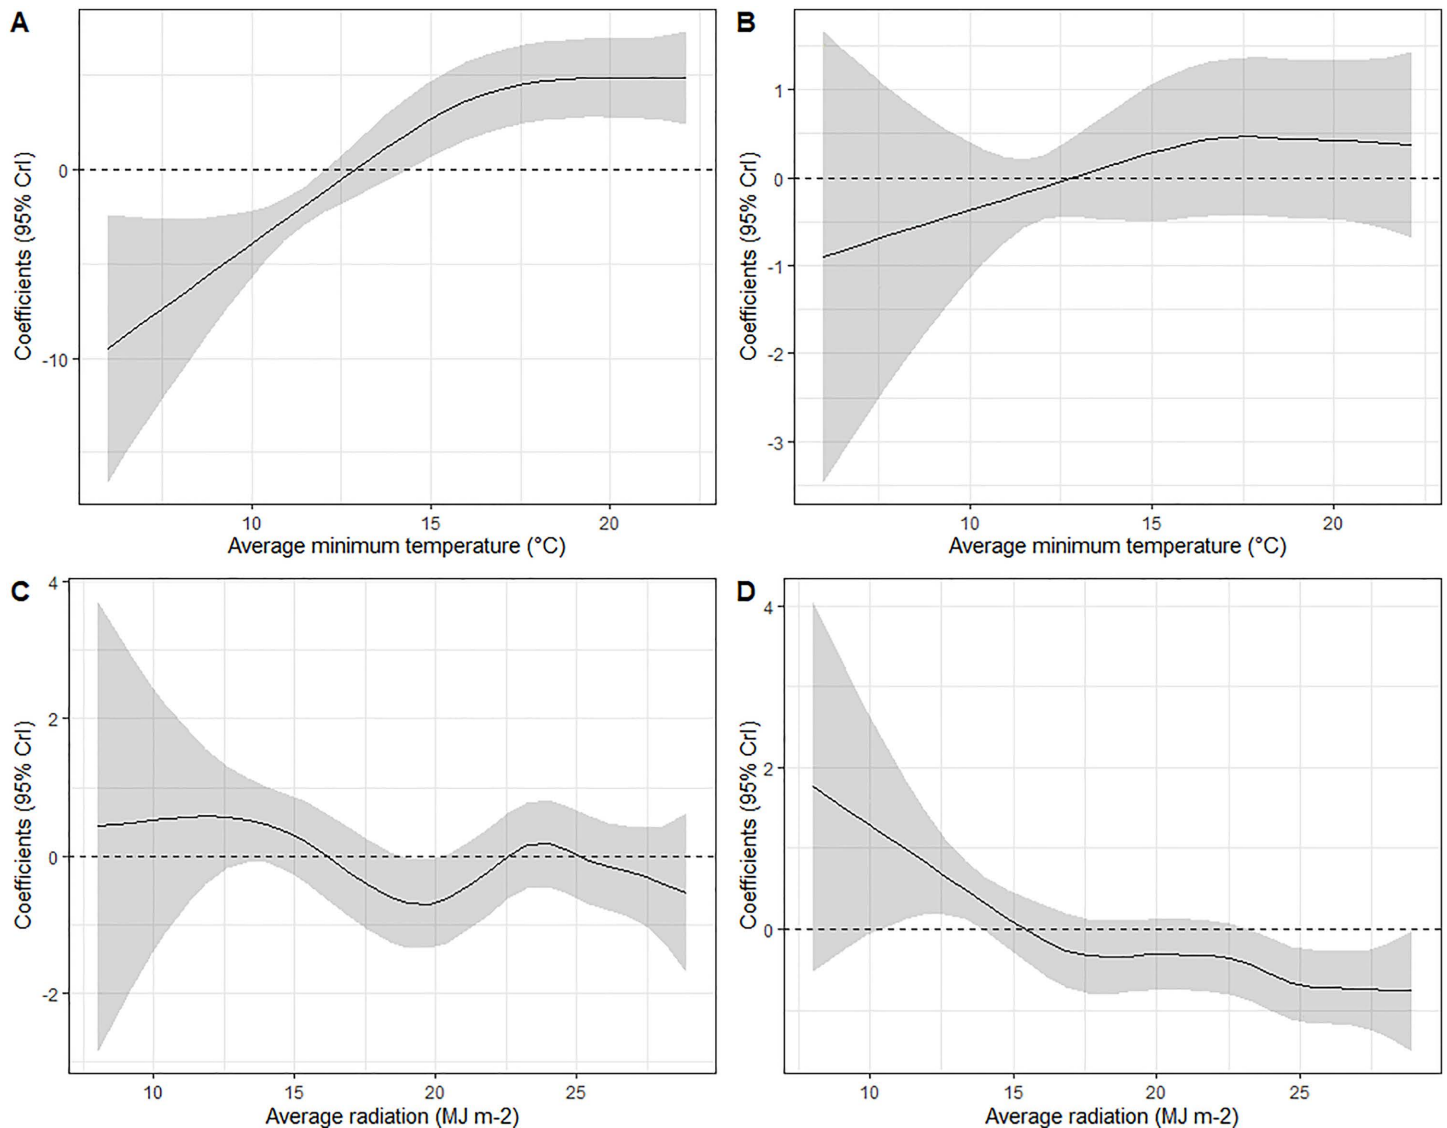 A
Coefficients (95% CrI)
0
-10
10 15 20
Average minimum temperature (°C)
B
Coefficients (95% CrI)
1
0
-1
-2
-3
10 15 20
Average minimum temperature (°C)
C
Coefficients (95% CrI)
4
2
0
-2
10 15 20 25
Average radiation (MJ m-2)
D
Coefficients (95% CrI)
4
2
0
10 15 20 25
Average radiation (MJ m-2)